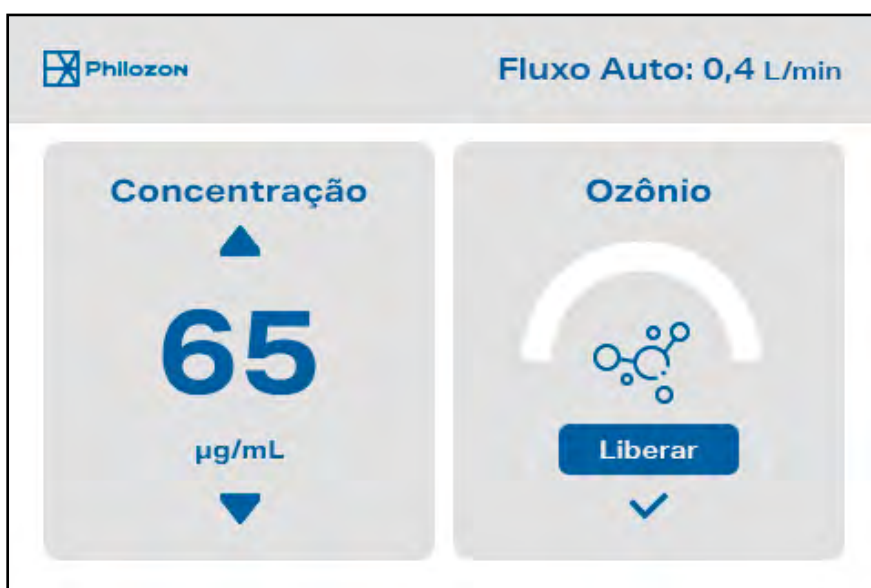 Philozon
Fluxo Auto: 0,4 L/min
Concentração
65
µg/mL
Ozônio
Liberar